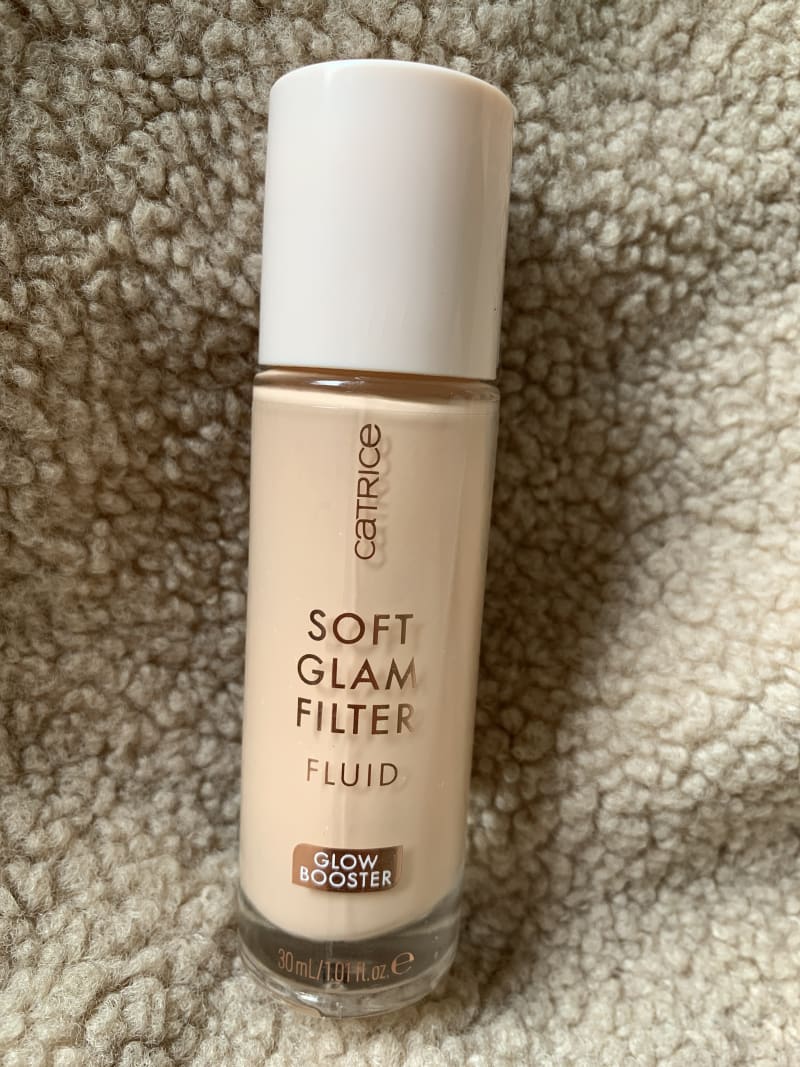 CATRICE
SOFT
GLAM
FILTER
FLUID
GLOW
BOOSTER
30 mL/1.01 fl.oz. ℮